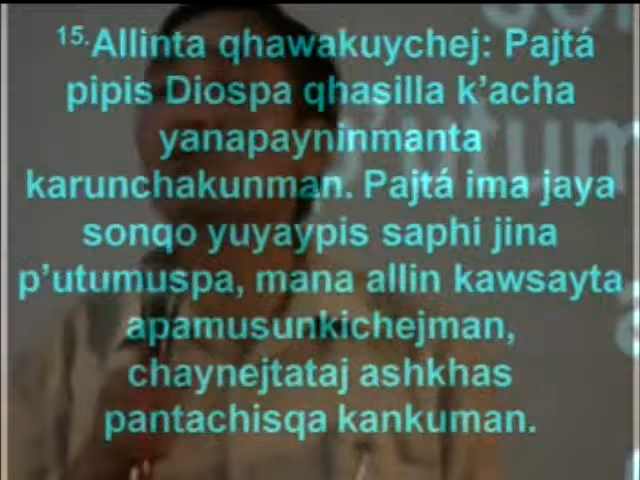 15.Allinta qhawakuychej: Pajtá
pipis Diospa qhasilla k’acha
yanapayninmanta
karunchakunman. Pajtá ima jaya
sonqo yuyaypis saphi jina
p’utumuspa, mana allin kawsayta
apamusunkichejman,
chaynejtataj ashkhas
pantachisqa kankuman.